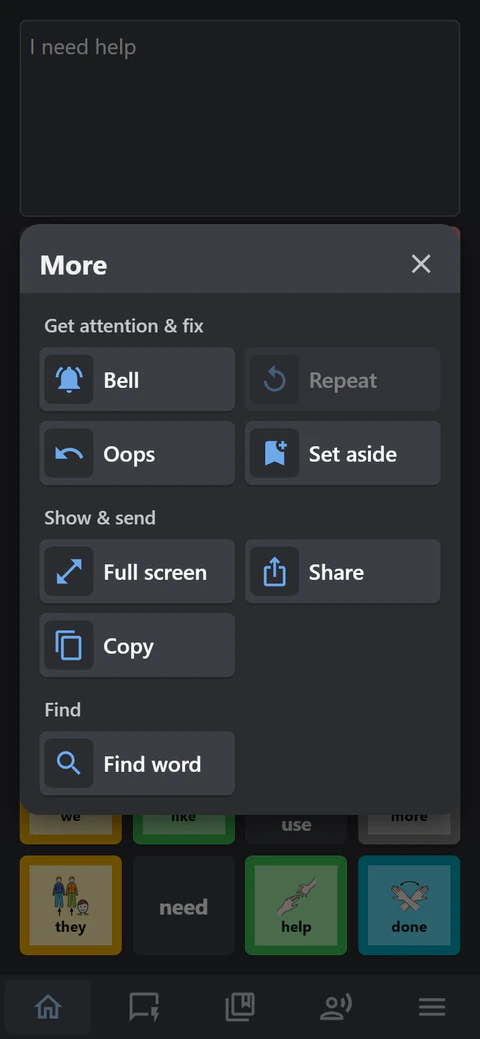 I need help
More
Get attention & fix
Bell
Repeat
Oops
Set aside
Show & send
Full screen
Share
Copy
Find
Find word
we
like
use
more
they
need
help
done